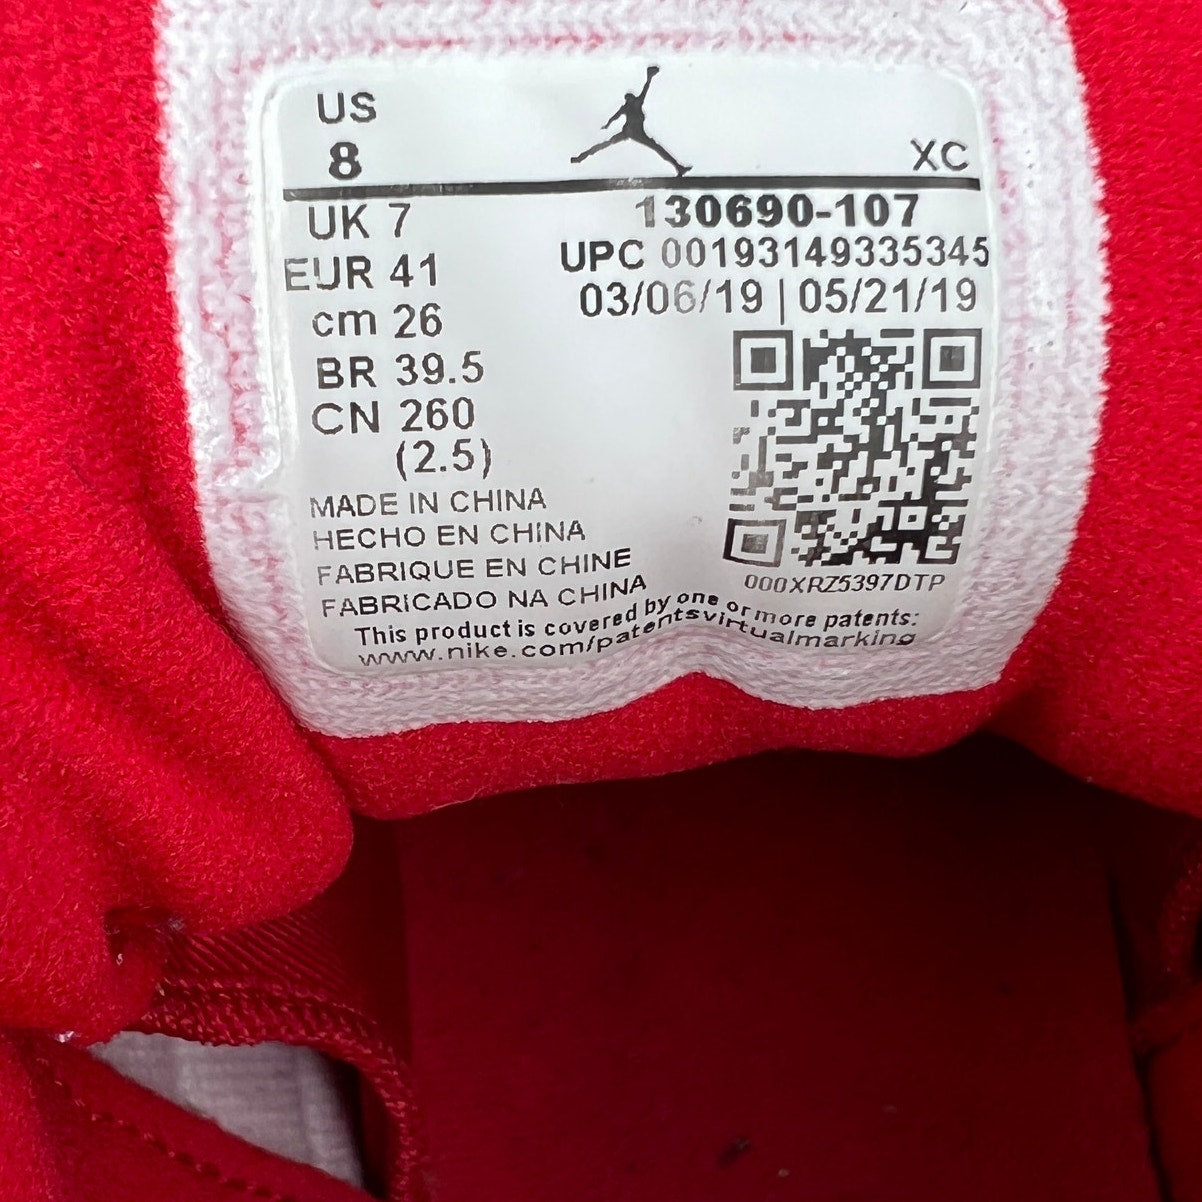 US
8
XC
UK 7
EUR 41
cm 26
BR 39.5
CN 260
(2.5)
130690-107
UPC 00193149335345
03/06/19 | 05/21/19
000XRZ5397DTP
MADE IN CHINA
HECHO EN CHINA
FABRIQUE EN CHINE
FABRICADO NA CHINA
This product is covered by one or more patents:
www.nike.com/patentsvirtualmarking